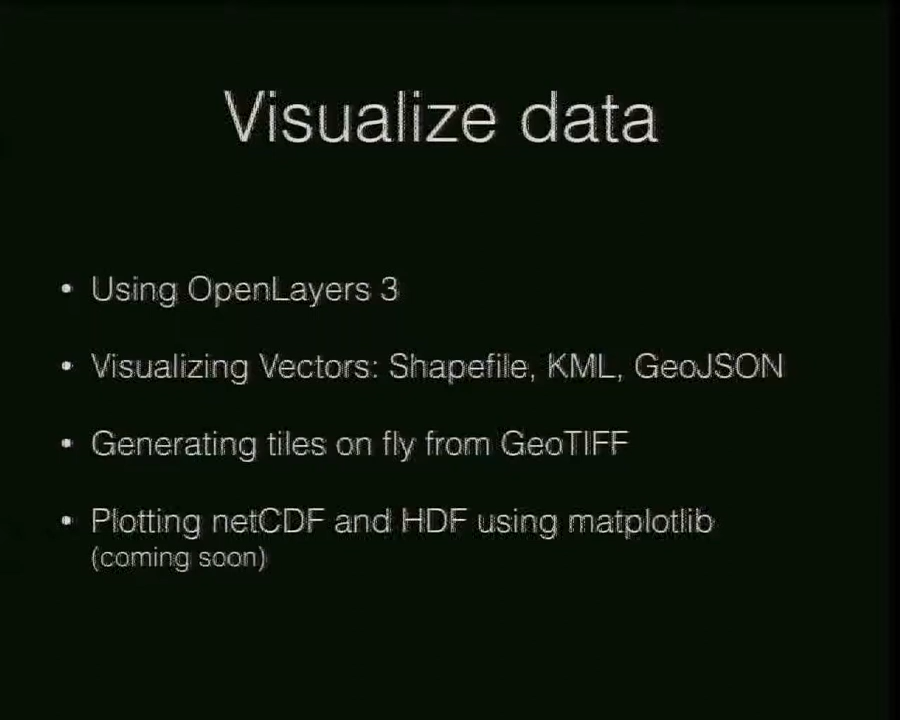 Visualize data
• Using OpenLayers 3
• Visualizing Vectors: Shapefile, KML, GeoJSON
• Generating tiles on fly from GeoTIFF
• Plotting netCDF and HDF using matplotlib
(coming soon)